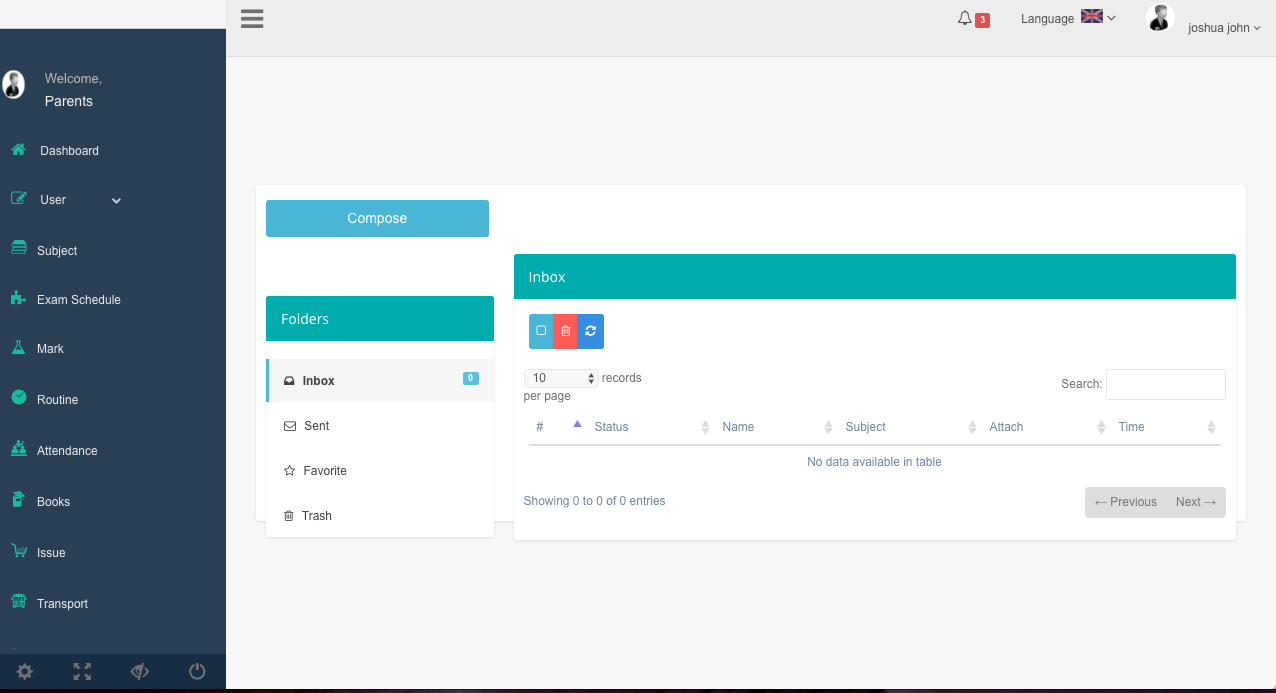 3
Language
joshua john
Welcome,
Parents
Dashboard
User
Subject
Exam Schedule
Mark
Routine
Attendance
Books
Issue
Transport
Compose
Folders
Inbox 0
Sent
Favorite
Trash
Inbox
10 records
per page
Search:
# Status Name Subject Attach Time
No data available in table
Showing 0 to 0 of 0 entries
← Previous Next →